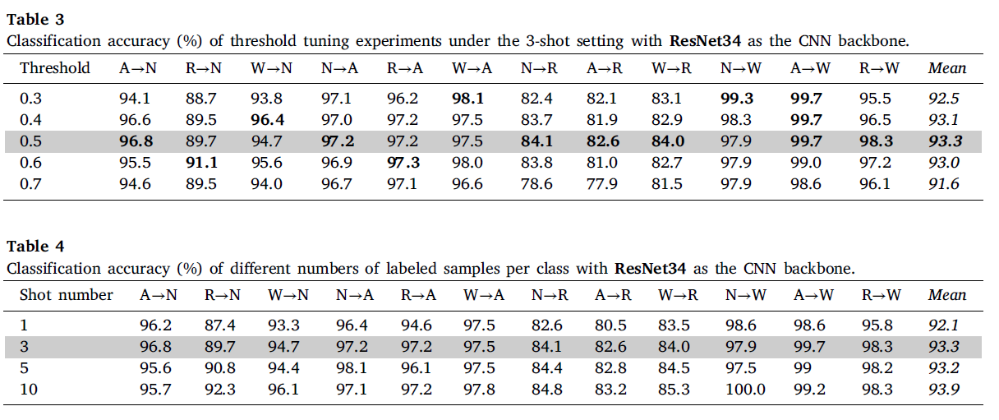 Table 3
Classification accuracy (%) of threshold tuning experiments under the 3-shot setting with ResNet34 as the CNN backbone.
Threshold A→N R→N W→N N→A R→A W→A N→R A→R W→R N→W A→W R→W Mean
0.3 94.1 88.7 93.8 97.1 96.2 98.1 82.4 82.1 83.1 99.3 99.7 95.5 92.5
0.4 96.6 89.5 96.4 97.0 97.2 97.5 83.7 81.9 82.9 98.3 99.7 96.5 93.1
0.5 96.8 89.7 94.7 97.2 97.2 97.5 84.1 82.6 84.0 97.9 99.7 98.3 93.3
0.6 95.5 91.1 95.6 96.9 97.3 98.0 83.8 81.0 82.7 97.9 99.0 97.2 93.0
0.7 94.6 89.5 94.0 96.7 97.1 96.6 78.6 77.9 81.5 97.9 98.6 96.1 91.6
Table 4
Classification accuracy (%) of different numbers of labeled samples per class with ResNet34 as the CNN backbone.
Shot number A→N R→N W→N N→A R→A W→A N→R A→R W→R N→W A→W R→W Mean
1 96.2 87.4 93.3 96.4 94.6 97.5 82.6 80.5 83.5 98.6 98.6 95.8 92.1
3 96.8 89.7 94.7 97.2 97.2 97.5 84.1 82.6 84.0 97.9 99.7 98.3 93.3
5 95.6 90.8 94.4 98.1 96.1 97.5 84.4 82.8 84.5 97.5 99 98.2 93.2
10 95.7 92.3 96.1 97.1 97.2 97.8 84.8 83.2 85.3 100.0 99.2 98.3 93.9